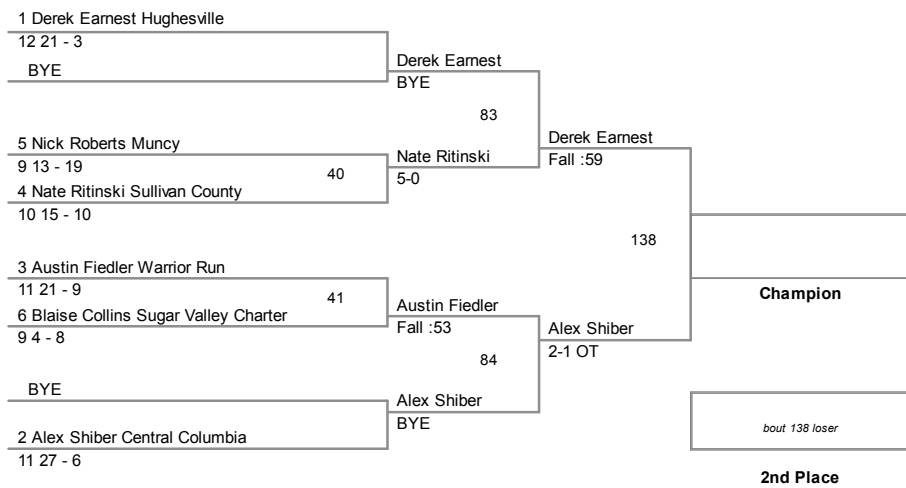 1 Derek Earnest Hughesville
12 21 - 3
BYE
Derek Earnest
BYE
83
5 Nick Roberts Muncy
9 13 - 19
40
4 Nate Ritinski Sullivan County
10 15 - 10
Nate Ritinski
5-0
Derek Earnest
Fall :59
138
3 Austin Fiedler Warrior Run
11 21 - 9
41
6 Blaise Collins Sugar Valley Charter
9 4 - 8
Austin Fiedler
Fall :53
84
Alex Shiber
2-1 OT
BYE
Alex Shiber
BYE
2 Alex Shiber Central Columbia
11 27 - 6
Champion
bout 138 loser
2nd Place